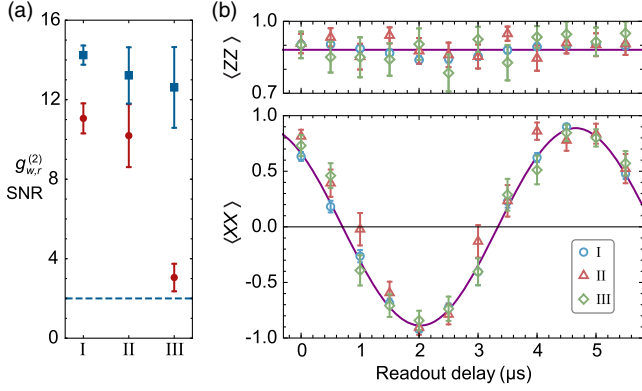 (a)
16
12
8
4
0
g^{(2)}_{w,r}
SNR
I II III
(b)
1.0
0.7
⟨ZZ⟩
1.0
0.5
0.0
-0.5
-1.0
⟨XX⟩
I
II
III
0 1 2 3 4 5
Readout delay (μs)